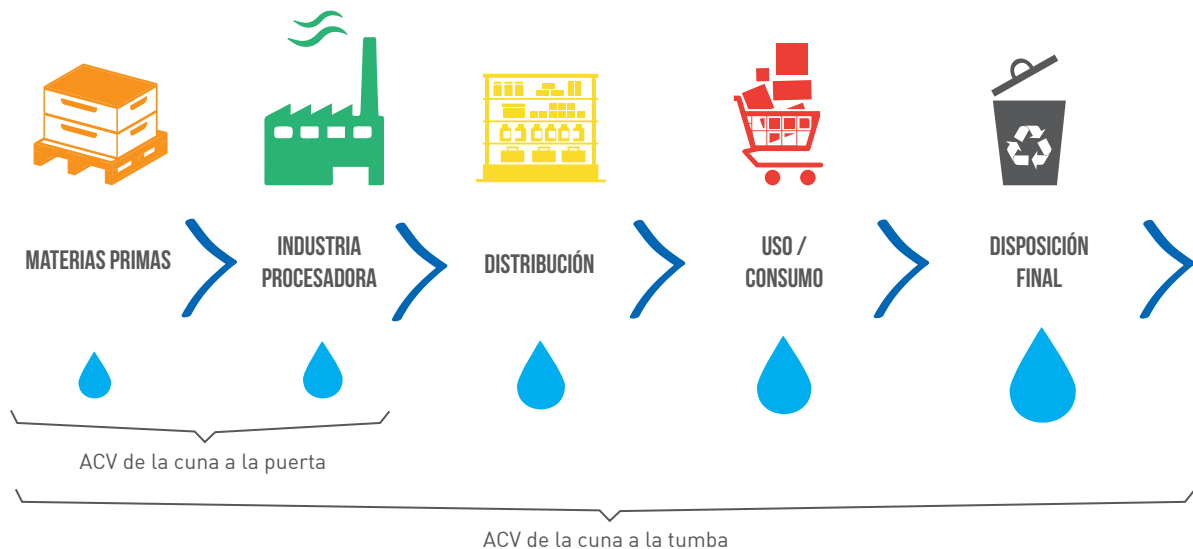 MATERIAS PRIMAS
INDUSTRIA
PROCESADORA
DISTRIBUCIÓN
USO /
CONSUMO
DISPOSICIÓN
FINAL
ACV de la cuna a la puerta
ACV de la cuna a la tumba